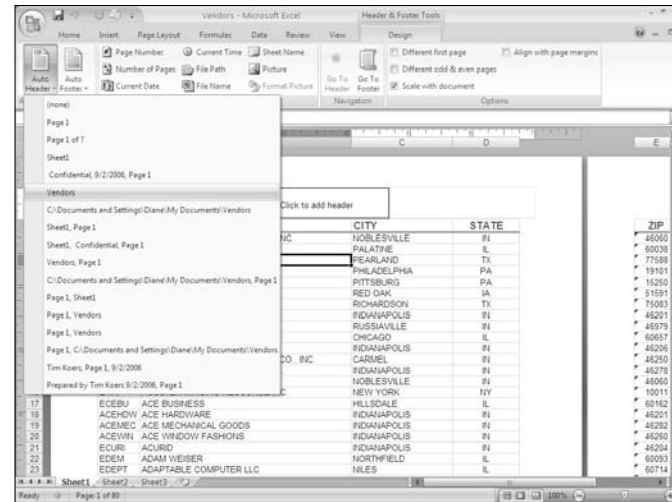 Vendors - Microsoft Excel
Header & Footer Tools
Home Insert Page Layout Formulas Data Review View Design
Auto Header
Auto Footer
Page Number
Number of Pages
Current Date
Current Time
File Path
File Name
Sheet Name
Picture
Format Picture
Go To Header
Go To Footer
Navigation
Different first page
Different odd & even pages
Scale with document
Align with page margins
Options
(none)
Page 1
Page 1 of ?
Sheet1
Confidential, 9/2/2006, Page 1
Vendors
C:\Documents and Settings\Diane\My Documents\Vendors
Sheet1, Page 1
Sheet1, Confidential, Page 1
Vendors, Page 1
C:\Documents and Settings\Diane\My Documents\Vendors, Page 1
Page 1, Sheet1
Page 1, Vendors
Page 1, Vendors
Page 1, C:\Documents and Settings\Diane\My Documents\Vendors
Tim Koers, Page 1, 9/2/2006
Prepared by Tim Koers 9/2/2006, Page 1
C D E
Click to add header
CITY STATE ZIP
NC NOBLESVILLE IN 46060
PALATINE IL 60038
PEARLAND TX 77588
PHILADELPHIA PA 19101
PITTSBURG PA 15250
RED OAK IA 51591
RICHARDSON TX 75083
INDIANAPOLIS IN 46201
RUSSIAVILLE IN 46979
CHICAGO IL 60657
INDIANAPOLIS IN 46206
CO., INC CARMEL IN 46250
INDIANAPOLIS IN 46278
NOBLESVILLE IN 46060
NEW YORK NY 10011
17 ECEBU ACE BUSINESS HILLSDALE IL 60162
18 ACEHDW ACE HARDWARE INDIANAPOLIS IN 46201
19 ACEMEC ACE MECHANICAL GOODS INDIANAPOLIS IN 46282
20 ACEWIN ACE WINDOW FASHIONS INDIANAPOLIS IN 46260
21 ECURI ACURID INDIANAPOLIS IN 46204
22 EDEM ADAM WEISER NORTHFIELD IL 60093
23 EDEPT ADAPTABLE COMPUTER LLC NILES IL 60714
Sheet1 Sheet2 Sheet3
Ready Page: 1 of 80 100%